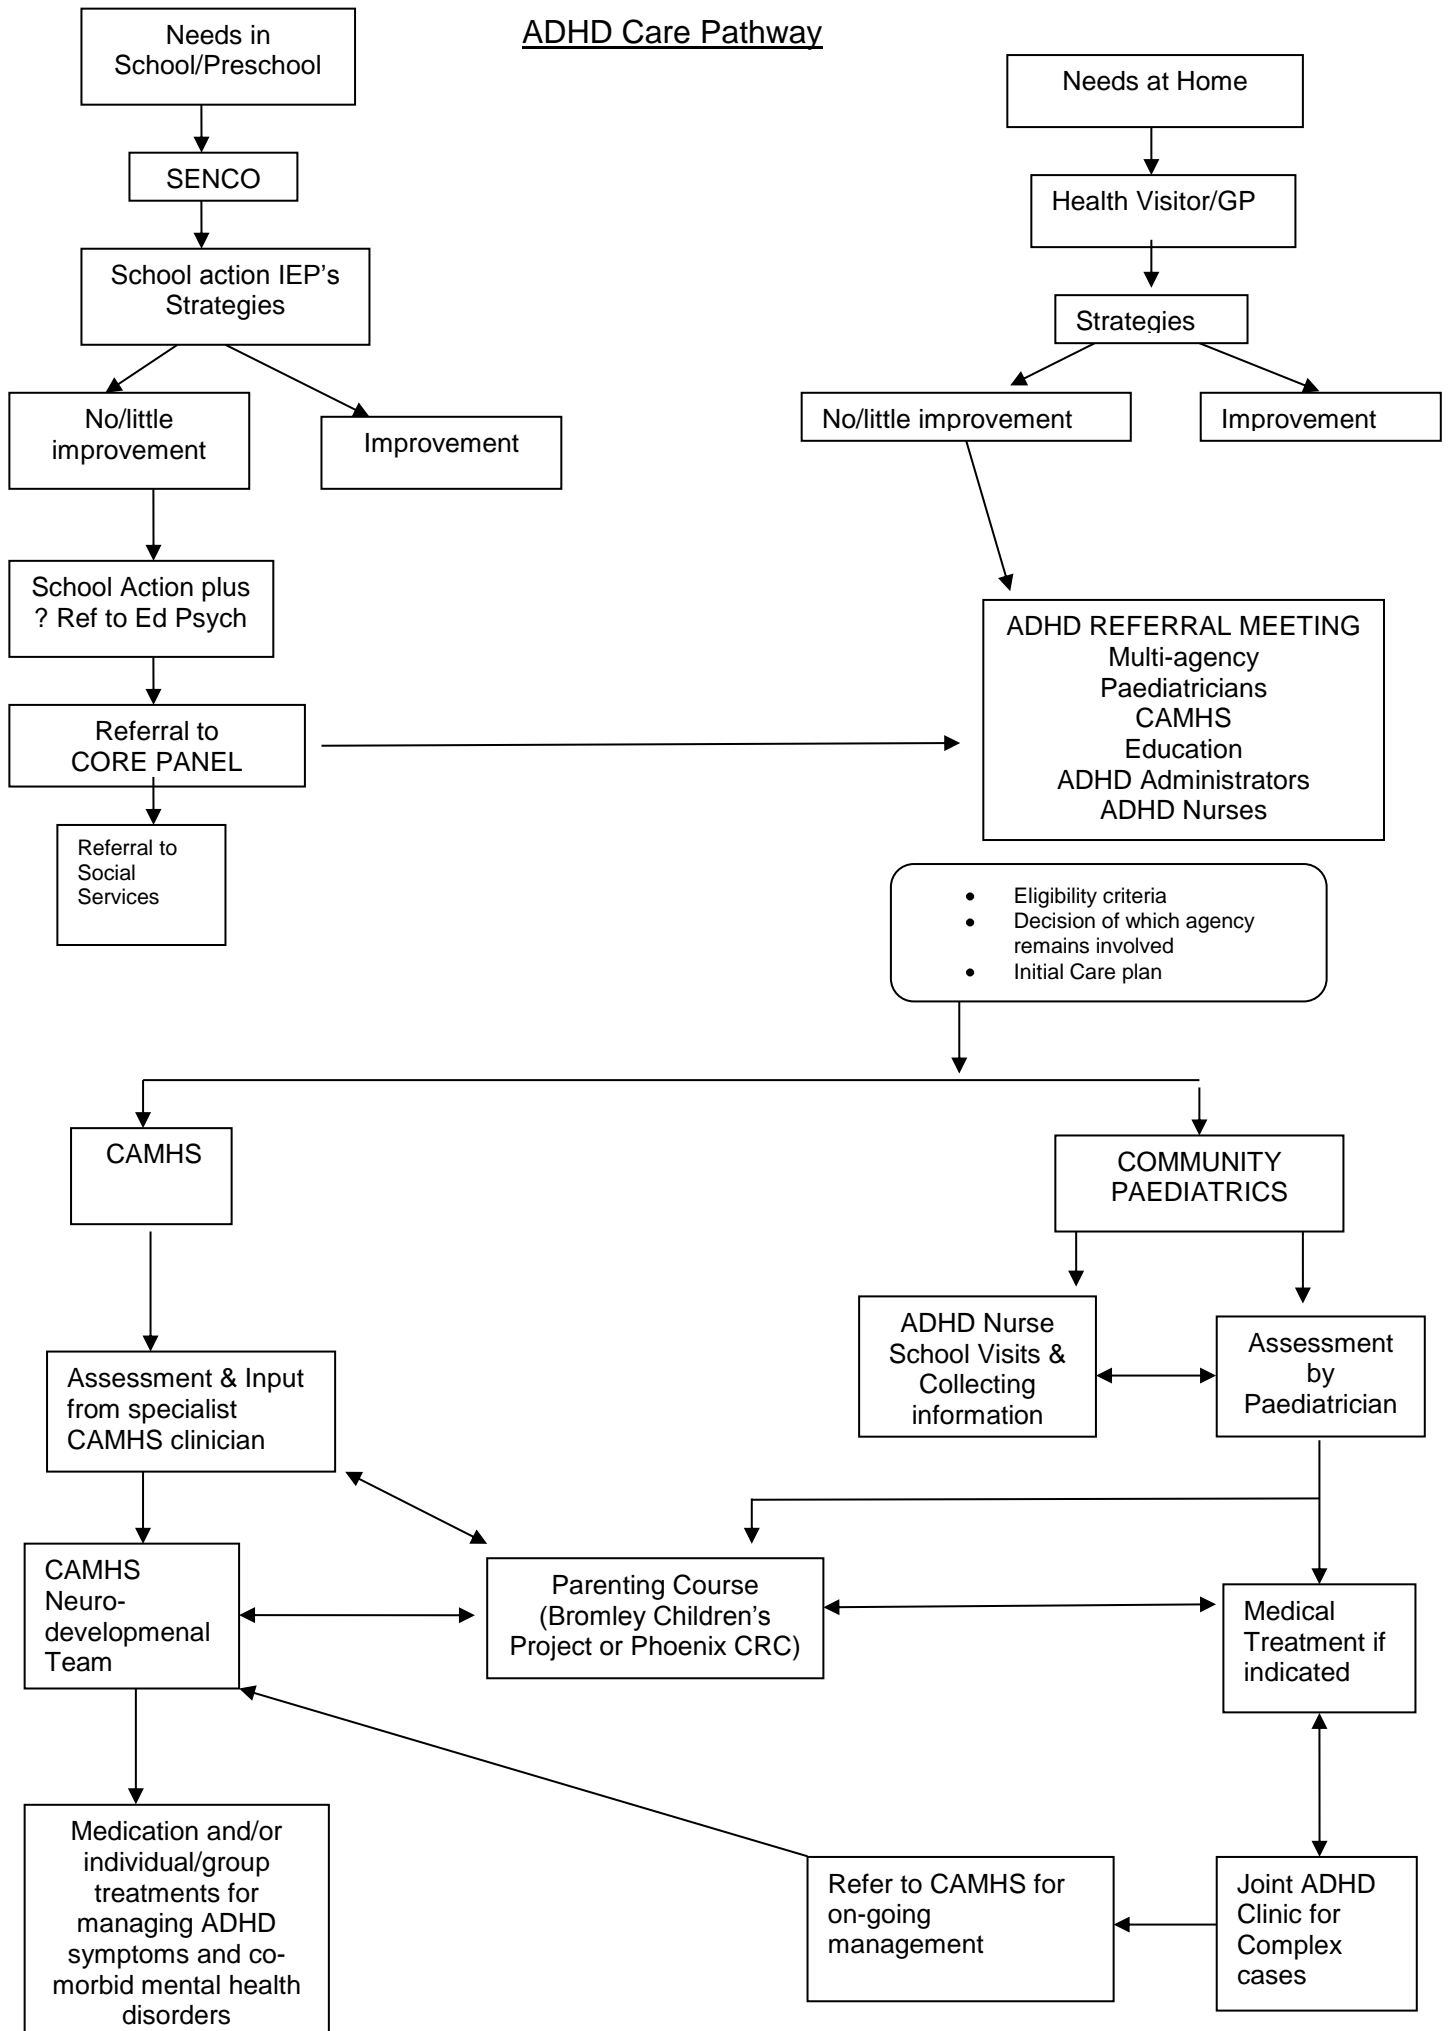 ADHD Care Pathway
Needs in
School/Preschool
Needs at Home
SENCO
Health Visitor/GP
School action IEP’s
Strategies
Strategies
No/little
improvement
Improvement
No/little improvement
Improvement
School Action plus
? Ref to Ed Psych
ADHD REFERRAL MEETING
Multi-agency
Paediatricians
CAMHS
Education
ADHD Administrators
ADHD Nurses
Referral to
CORE PANEL
Referral to
Social
Services
• Eligibility criteria
• Decision of which agency
remains involved
• Initial Care plan
CAMHS
COMMUNITY
PAEDIATRICS
ADHD Nurse
School Visits &
Collecting
information
Assessment
by
Paediatrician
Assessment & Input
from specialist
CAMHS clinician
CAMHS
Neuro-
developmenal
Team
Parenting Course
(Bromley Children’s
Project or Phoenix CRC)
Medical
Treatment if
indicated
Medication and/or
individual/group
treatments for
managing ADHD
symptoms and co-
morbid mental health
disorders
Refer to CAMHS for
on-going
management
Joint ADHD
Clinic for
Complex
cases